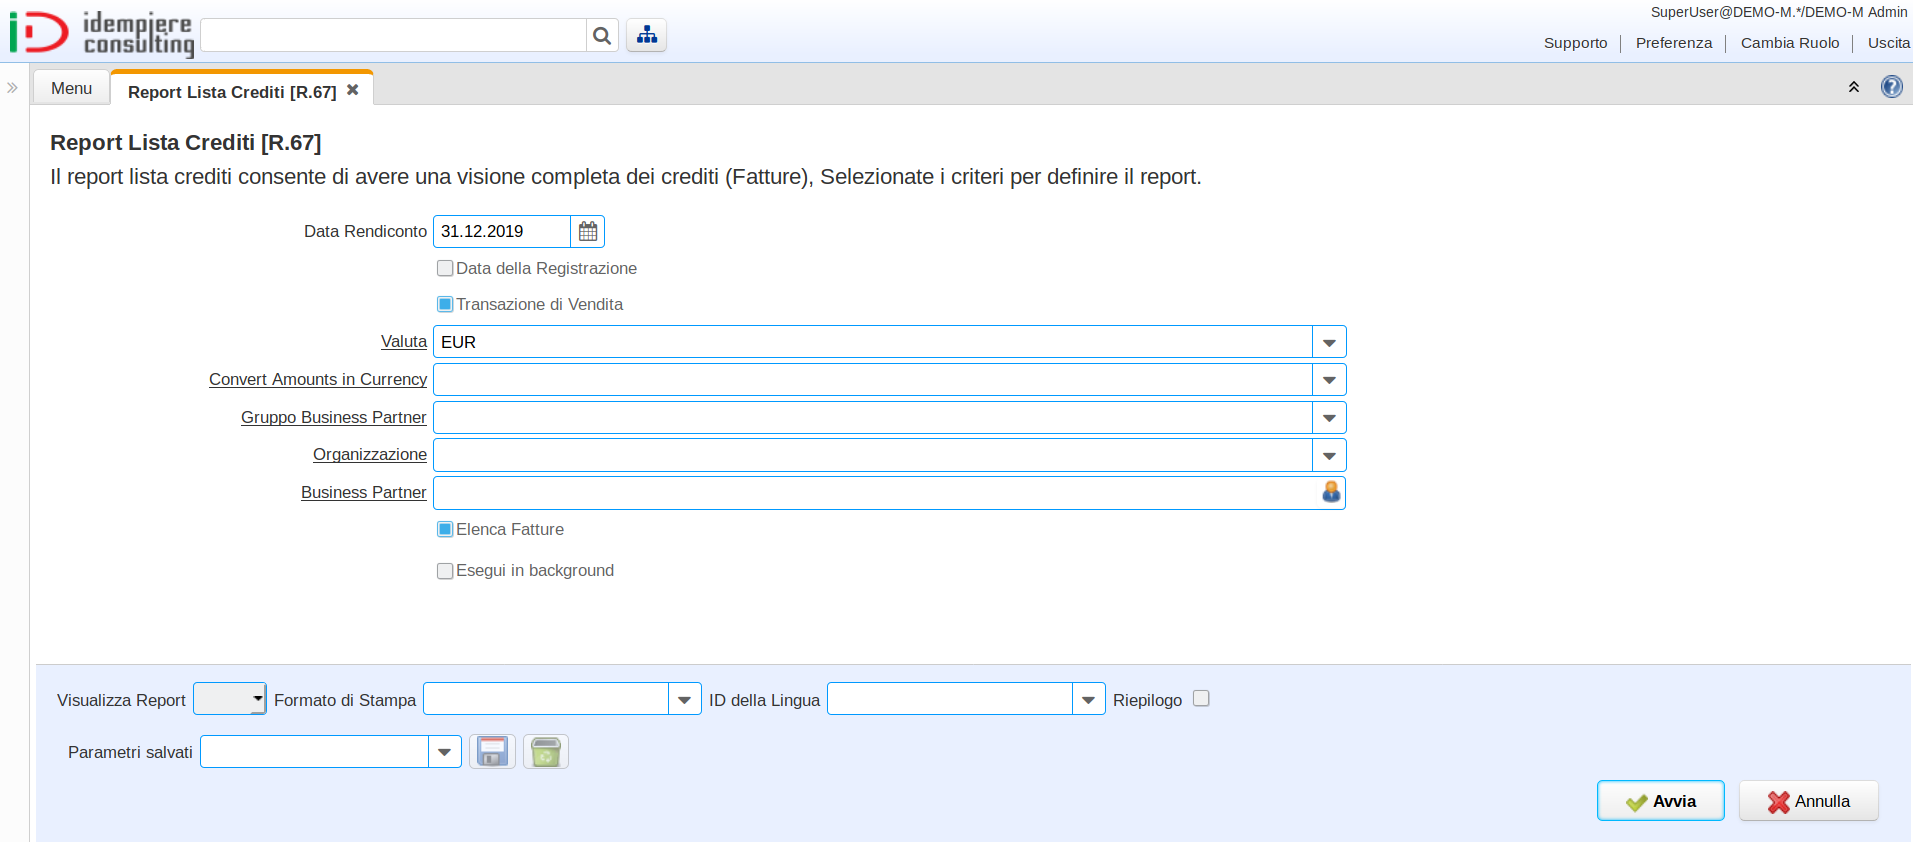 SuperUser@DEMO-M.*/DEMO-M Admin
idempiere
consulting
Supporto
Preferenza
Cambia Ruolo
Uscita
Menu
Report Lista Crediti [R.67]
Report Lista Crediti [R.67]
Il report lista crediti consente di avere una visione completa dei crediti (Fatture), Selezionate i criteri per definire il report.
Data Rendiconto 31.12.2019
Data della Registrazione
Transazione di Vendita
Valuta EUR
Convert Amounts in Currency
Gruppo Business Partner
Organizzazione
Business Partner
Elenca Fatture
Esegui in background
Visualizza Report Formato di Stampa ID della Lingua Riepilogo
Parametri salvati
Avvia Annulla